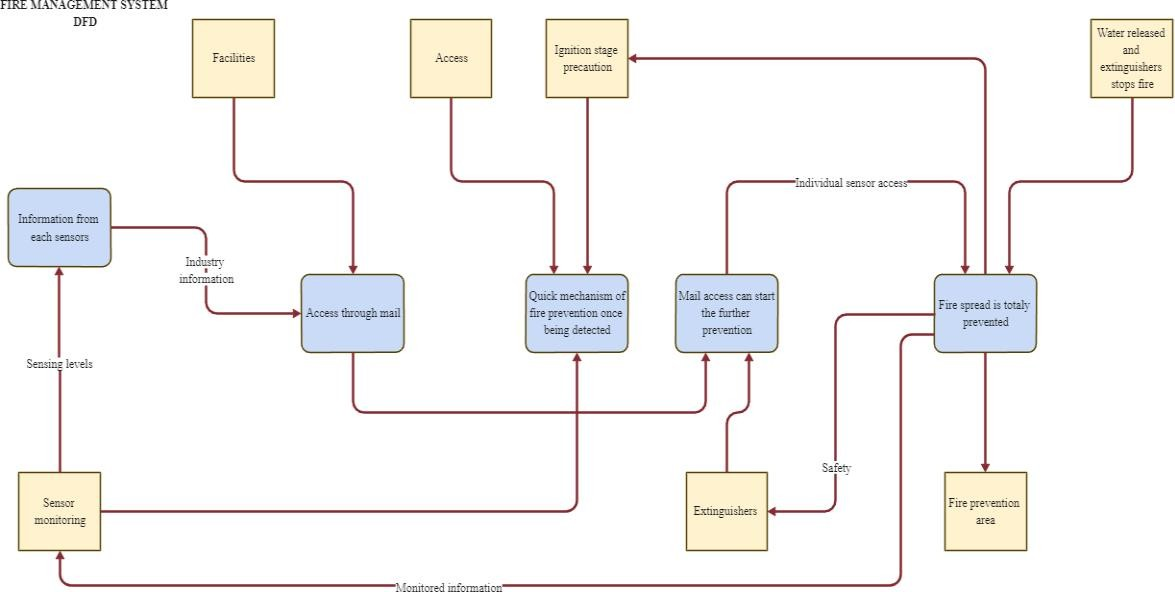 FIRE MANAGEMENT SYSTEM
DFD
Facilities
Access
Ignition stage
precaution
Water released
and
extinguishers
stops fire
Individual sensor access
Information from
each sensors
Industry
information
Access through mail
Quick mechanism of
fire prevention once
being detected
Mail access can start
the further
prevention
Fire spread is totaly
prevented
Sensing levels
Safety
Sensor
monitoring
Extinguishers
Fire prevention
area
Monitored information